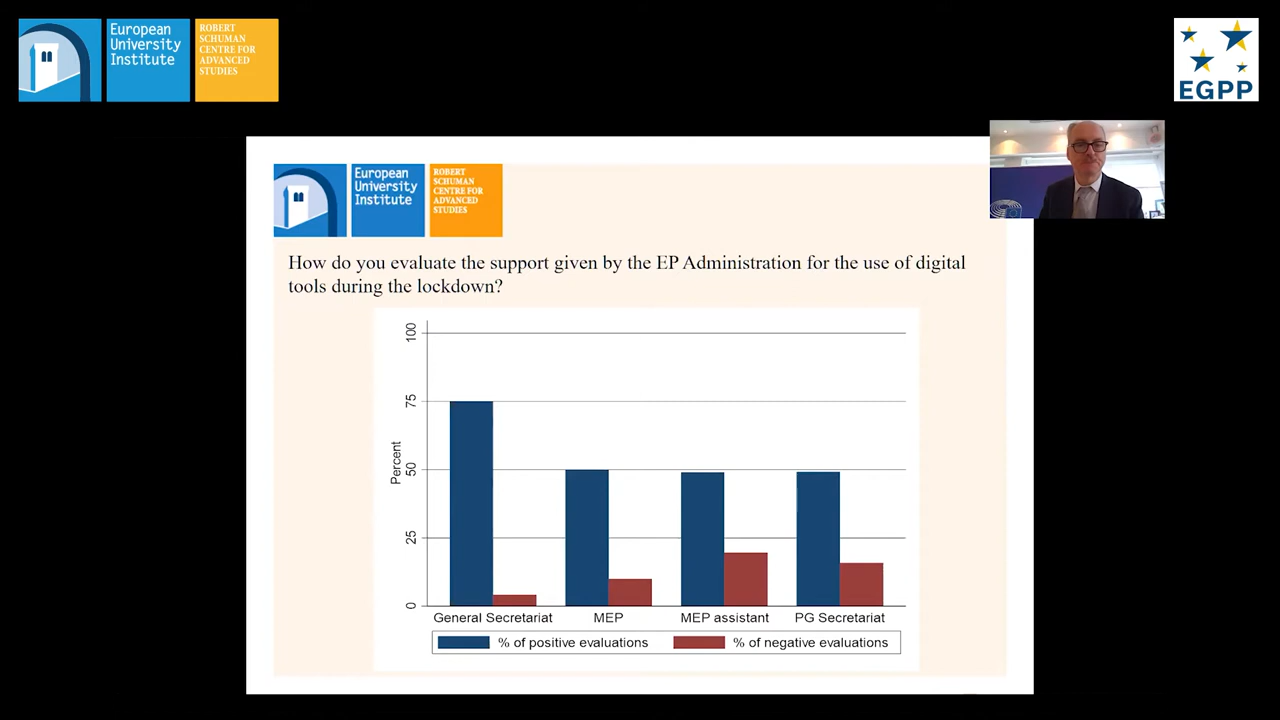 European
University
Institute
ROBERT
SCHUMAN
CENTRE FOR
ADVANCED
STUDIES
EGPP
European
University
Institute
ROBERT
SCHUMAN
CENTRE FOR
ADVANCED
STUDIES
How do you evaluate the support given by the EP Administration for the use of digital
tools during the lockdown?
100
75
50
25
0
Percent
General Secretariat
MEP
MEP assistant
PG Secretariat
% of positive evaluations
% of negative evaluations